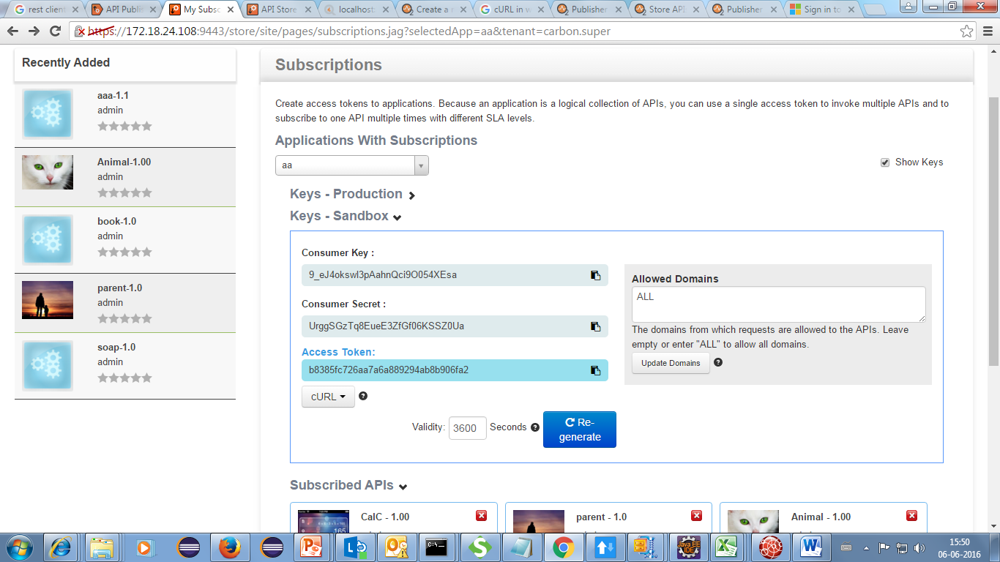 rest client
API Publis
My Subsc
API Store
localhost
Create a
cURL in w
Publisher
Store API
Publisher
Sign in to
https://172.18.24.108:9443/store/site/pages/subscriptions.jag?selectedApp=aa&tenant=carbon.super
Recently Added
aaa-1.1
admin
Animal-1.00
admin
book-1.0
admin
parent-1.0
admin
soap-1.0
admin
Subscriptions
Create access tokens to applications. Because an application is a logical collection of APIs, you can use a single access token to invoke multiple APIs and to
subscribe to one API multiple times with different SLA levels.
Applications With Subscriptions
aa
Show Keys
Keys - Production
Keys - Sandbox
Consumer Key :
9_eJ4okswl3pAahnQci9O054XEsa
Consumer Secret :
UrggSGzTq8EueE3ZfGf06KSSZ0Ua
Access Token:
b8385fc726aa7a6a889294ab8b906fa2
cURL
Validity: 3600 Seconds
Re-
generate
Allowed Domains
ALL
The domains from which requests are allowed to the APIs. Leave
empty or enter "ALL" to allow all domains.
Update Domains
Subscribed APIs
CalC - 1.00
parent - 1.0
Animal - 1.00
15:50
06-06-2016